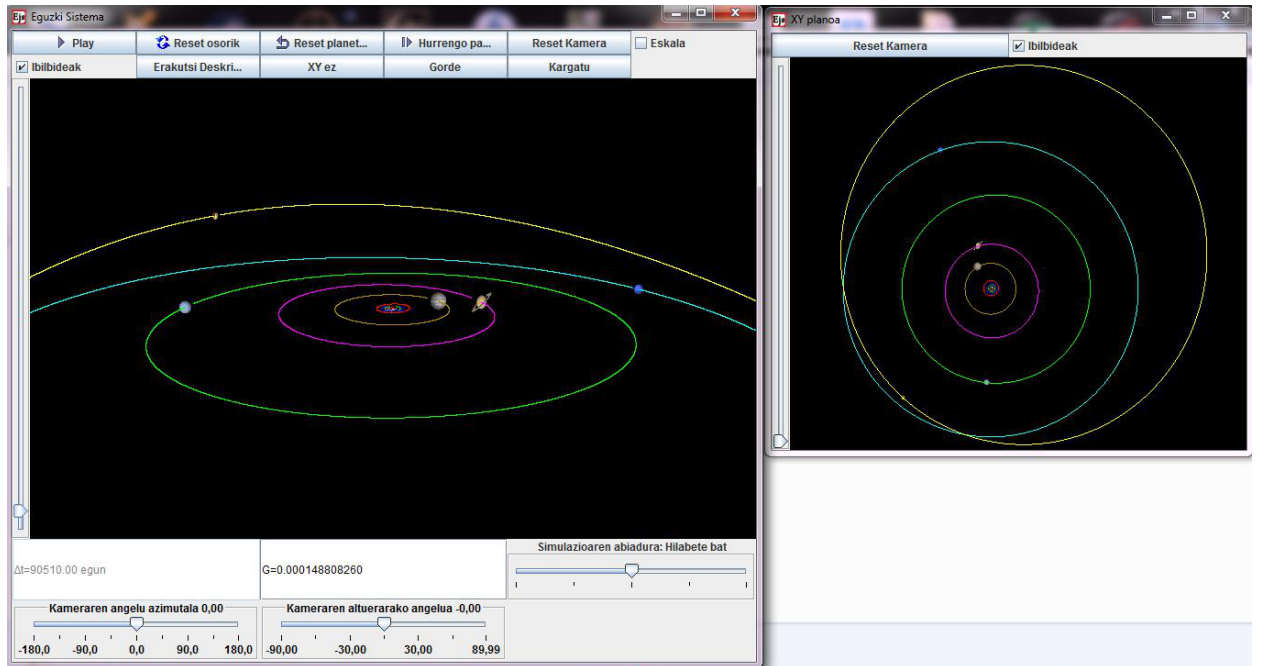 Eguzki Sistema
Play Reset osorik Reset planet... Hurrengo pa... Reset Kamera Eskala
Ibilbideak Erakutsi Deskri... XY ez Gorde Kargatu
Δt=90510.00 egun
G=0.000148808260
Simulazioaren abiadura: Hilabete bat
Kameraren angelu azimutala 0,00
-180,0 -90,0 0,0 90,0 180,0
Kameraren altuerarako angelua -0,00
-90,00 -30,00 30,00 89,99
XY planoa
Reset Kamera Ibilbideak